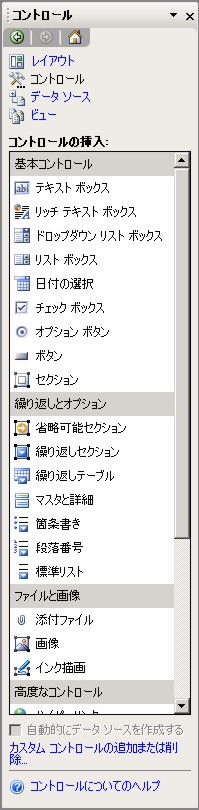 コントロール
レイアウト
コントロール
データ ソース
ビュー
コントロールの挿入:
基本コントロール
テキスト ボックス
リッチ テキスト ボックス
ドロップダウン リスト ボックス
リスト ボックス
日付の選択
チェック ボックス
オプション ボタン
ボタン
セクション
繰り返しとオプション
省略可能セクション
繰り返しセクション
繰り返しテーブル
マスタと詳細
箇条書き
段落番号
標準リスト
ファイルと画像
添付ファイル
画像
インク描画
高度なコントロール
自動的にデータ ソースを作成する
カスタム コントロールの追加または削
除...
コントロールについてのヘルプ